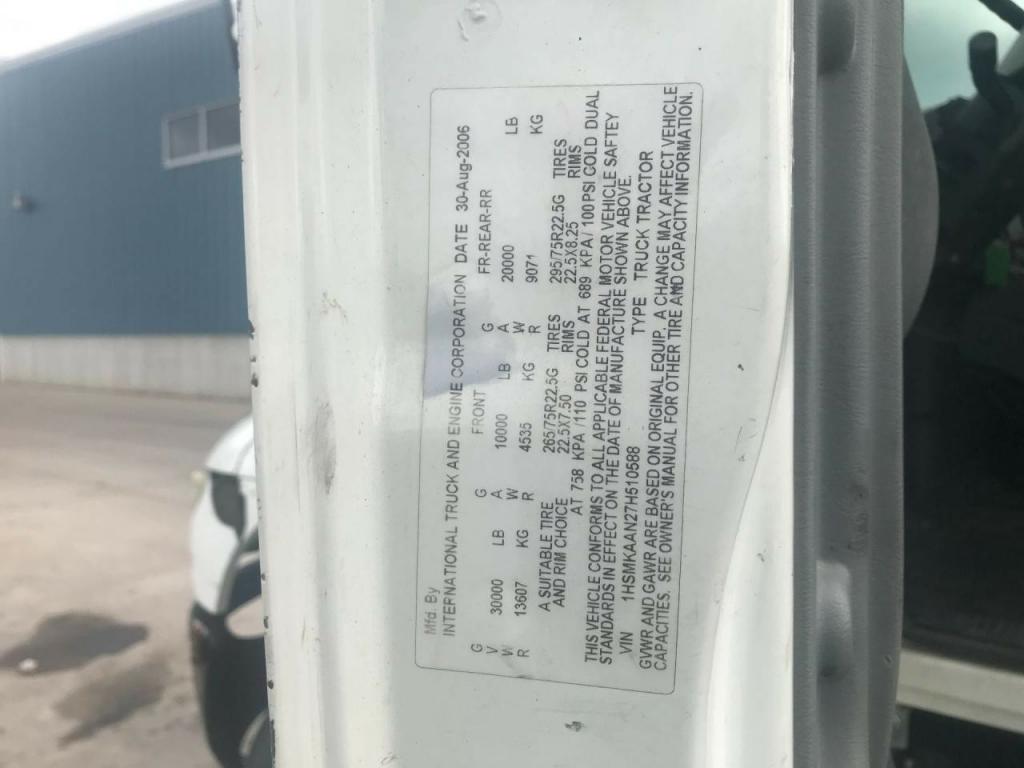 Mfd. By
INTERNATIONAL TRUCK AND ENGINE CORPORATION DATE 30-Aug-2006
G FRONT G FR-REAR-RR
V
W 30000 LB G A 10000 LB G A 20000 LB
R 13607 KG W R 4535 KG W R 9071 KG
A SUITABLE TIRE 265/75R22.5G TIRES 295/75R22.5G TIRES
AND RIM CHOICE 22.5X7.50 RIMS 22.5X8.25 RIMS
AT 758 KPA /110 PSI COLD AT 689 KPA/ 100PSI COLD DUAL
THIS VEHICLE CONFORMS TO ALL APPLICABLE FEDERAL MOTOR VEHICLE SAFTEY
STANDARDS IN EFFECT ON THE DATE OF MANUFACTURE SHOWN ABOVE.
VIN 1HSMKAAN27H510588 TYPE TRUCK TRACTOR
GVWR AND GAWR ARE BASED ON ORIGINAL EQUIP. A CHANGE MAY AFFECT VEHICLE
CAPACITIES. SEE OWNER'S MANUAL FOR OTHER TIRE AND CAPACITY INFORMATION.